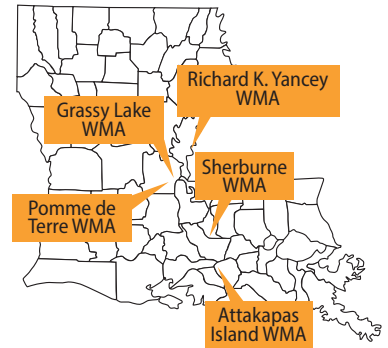 Richard K. Yancey
WMA
Grassy Lake
WMA
Sherburne
WMA
Pomme de
Terre WMA
Attakapas
Island WMA